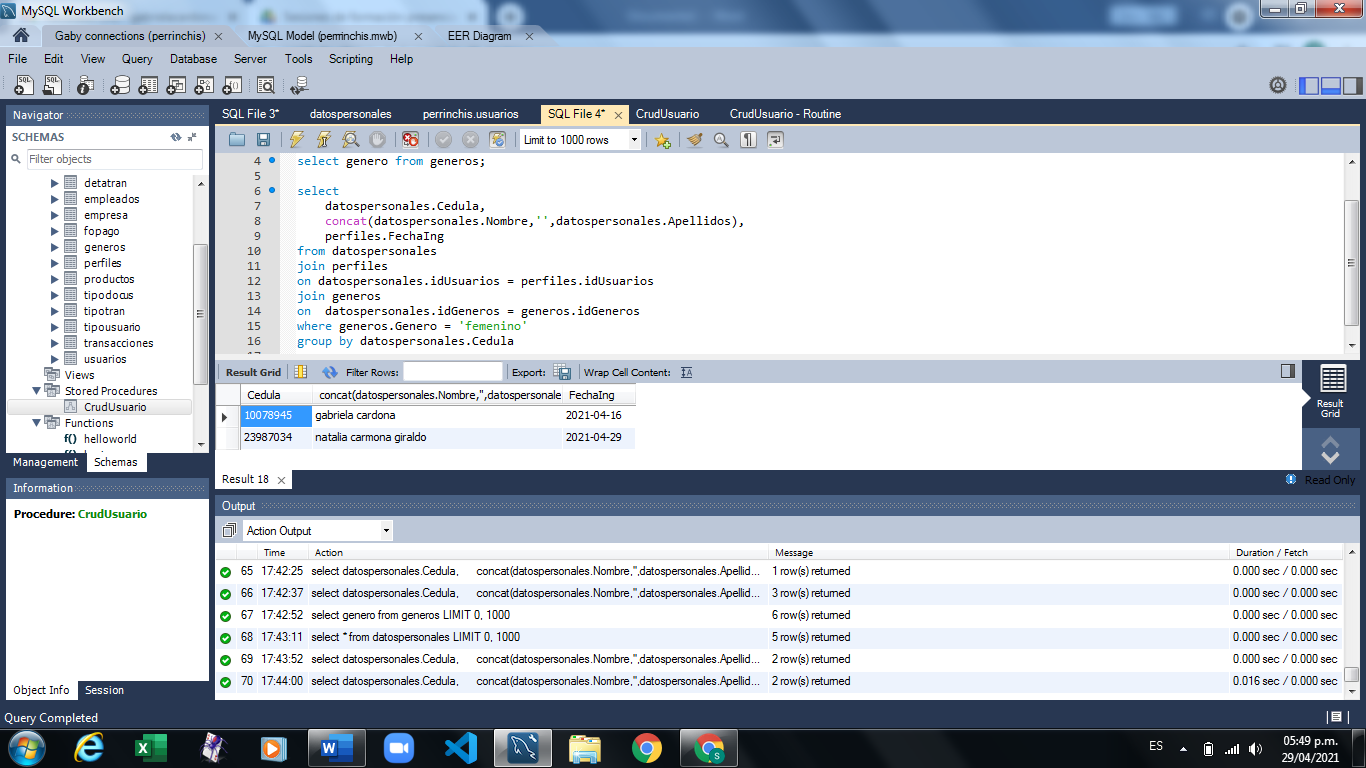 MySQL Workbench
Gaby connections (perrinchis)
MySQL Model (perrinchis.mwb)
EER Diagram
File Edit View Query Database Server Tools Scripting Help
Navigator
SCHEMAS
Filter objects
detatran
empleados
empresa
fopago
generos
perfiles
productos
tipodocus
tipotran
tipousuario
transacciones
usuarios
Views
Stored Procedures
CrudUsuario
Functions
helloworld
Management Schemas
Information
Procedure: CrudUsuario
Object Info Session
SQL File 3* datospersonales perrinchis.usuarios SQL File 4* CrudUsuario CrudUsuario - Routine
Limit to 1000 rows
4 select genero from generos;
5
6 select
7 datospersonales.Cedula,
8 concat(datospersonales.Nombre,'',datospersonales.Apellidos),
9 perfiles.FechaIng
10 from datospersonales
11 join perfiles
12 on datospersonales.idUsuarios = perfiles.idUsuarios
13 join generos
14 on  datospersonales.idGeneros = generos.idGeneros
15 where generos.Genero = 'femenino'
16 group by datospersonales.Cedula
Result Grid Filter Rows: Export: Wrap Cell Content:
Cedula concat(datospersonales.Nombre,'',datospersonale FechaIng
10078945 gabriela cardona 2021-04-16
23987034 natalia carmona giraldo 2021-04-29
Result Grid
Result 18
Read Only
Output
Action Output
Time Action Message Duration / Fetch
65 17:42:25 select datospersonales.Cedula, concat(datospersonales.Nombre,'',datospersonales.Apellid... 1 row(s) returned 0.000 sec / 0.000 sec
66 17:42:37 select datospersonales.Cedula, concat(datospersonales.Nombre,'',datospersonales.Apellid... 3 row(s) returned 0.000 sec / 0.000 sec
67 17:42:52 select genero from generos LIMIT 0, 1000 6 row(s) returned 0.000 sec / 0.000 sec
68 17:43:11 select * from datospersonales LIMIT 0, 1000 5 row(s) returned 0.000 sec / 0.000 sec
69 17:43:52 select datospersonales.Cedula, concat(datospersonales.Nombre,'',datospersonales.Apellid... 2 row(s) returned 0.000 sec / 0.000 sec
70 17:44:00 select datospersonales.Cedula, concat(datospersonales.Nombre,'',datospersonales.Apellid... 2 row(s) returned 0.016 sec / 0.000 sec
Query Completed
ES
05:49 p.m.
29/04/2021